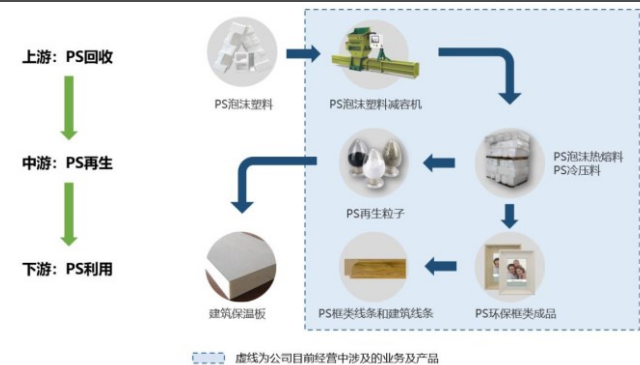 上游：PS回收
PS泡沫塑料
PS泡沫塑料减容机
中游：PS再生
PS泡沫热熔料
PS冷压料
PS再生粒子
下游：PS利用
建筑保温板
PS框类线条和建筑线条
PS环保框类成品
虚线为公司目前经营中涉及的业务及产品